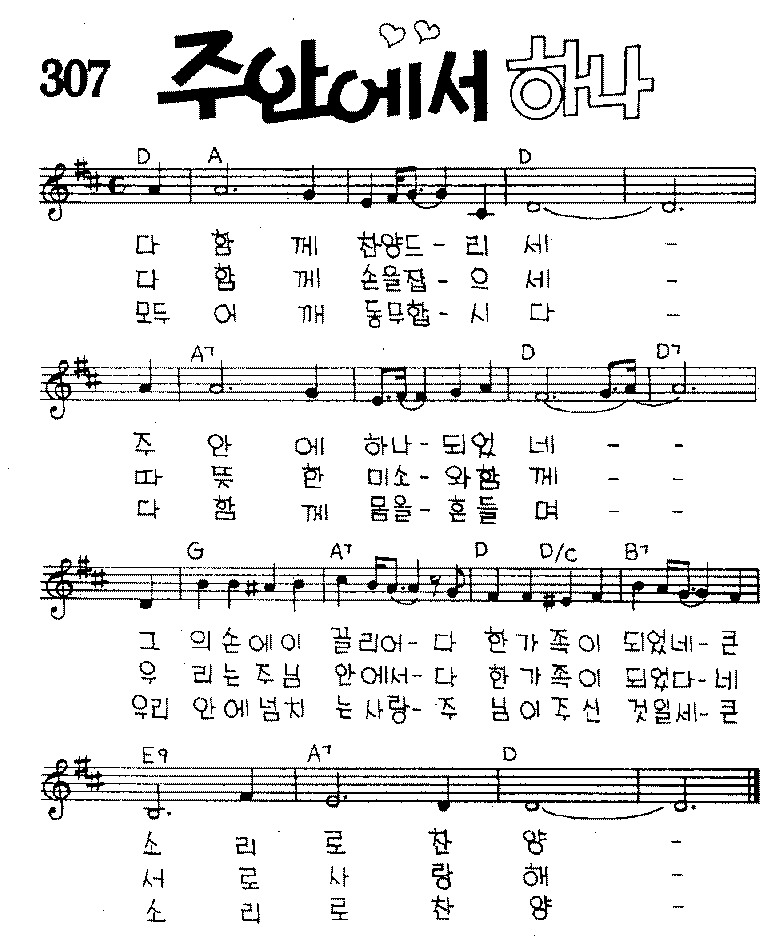 307 주안에서 하나
D A D
다 함 께 찬양드 - 리 세 -
다 함 께 손을잡 - 으 세 -
모두 어 깨 동무합 - 시 다 -
A7 D D7
주 안 에 하나 - 되었 네 - -
따 뜻 한 미소 - 와함 께 - -
다 함 께 몸을 - 흔들 며 - -
G A7 D D/C B7
그 의손에이 끌리어 - 다 한가족이 되었네 - 큰
우 리는주님 안에서 - 다 한가족이 되었다 - 네
우리 안에넘치 는사랑 - 주 님이주신 것일세 - 큰
E9 A7 D
소 리 로 찬 양 -
서 로 사 랑 해 -
소 리 로 찬 양 -